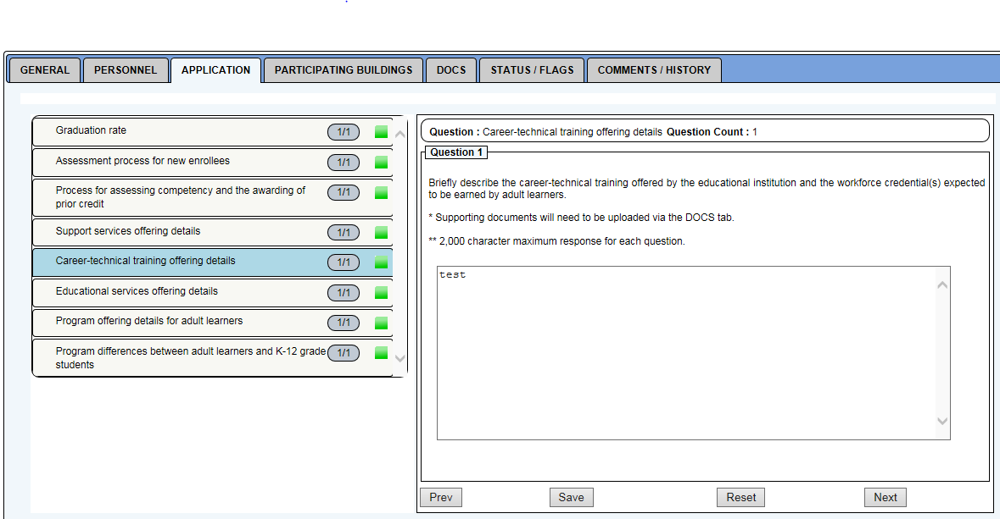 GENERAL PERSONNEL APPLICATION PARTICIPATING BUILDINGS DOCS STATUS / FLAGS COMMENTS / HISTORY
Graduation rate 1/1
Assessment process for new enrollees 1/1
Process for assessing competency and the awarding of
prior credit
1/1
Support services offering details 1/1
Career-technical training offering details 1/1
Educational services offering details 1/1
Program offering details for adult learners 1/1
Program differences between adult learners and K-12 grade
students
1/1
Question : Career-technical training offering details Question Count : 1
Question 1
Briefly describe the career-technical training offered by the educational institution and the workforce credential(s) expected
to be earned by adult learners.
* Supporting documents will need to be uploaded via the DOCS tab.
** 2,000 character maximum response for each question.
test
Prev Save Reset Next